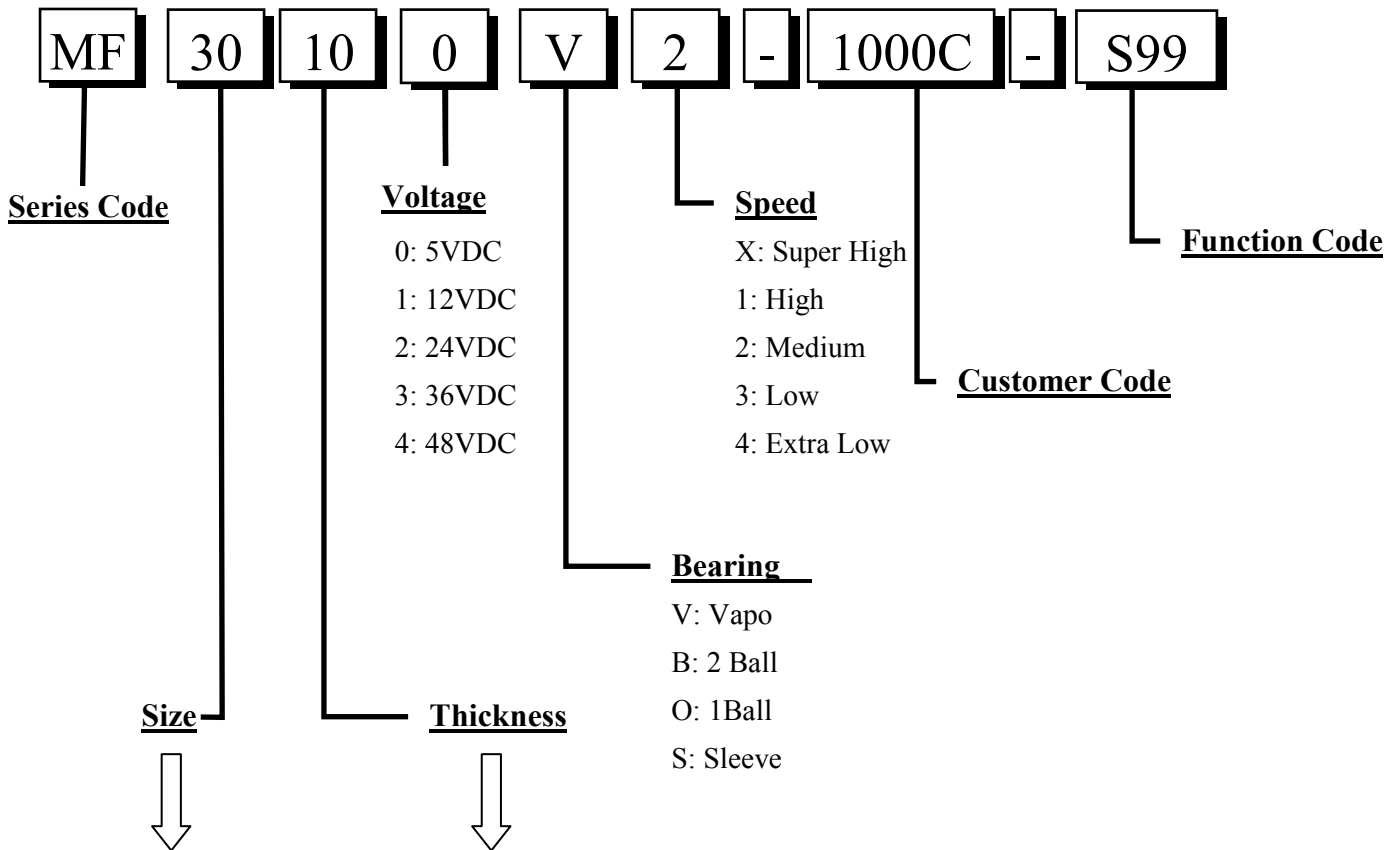 MF 30 10 0 V 2 - 1000C - S99
Series Code
Voltage
0: 5VDC
1: 12VDC
2: 24VDC
3: 36VDC
4: 48VDC
Speed
X: Super High
1: High
2: Medium
3: Low
4: Extra Low
Function Code
Customer Code
Bearing
V: Vapo
B: 2 Ball
O: 1Ball
S: Sleeve
Size
Thickness